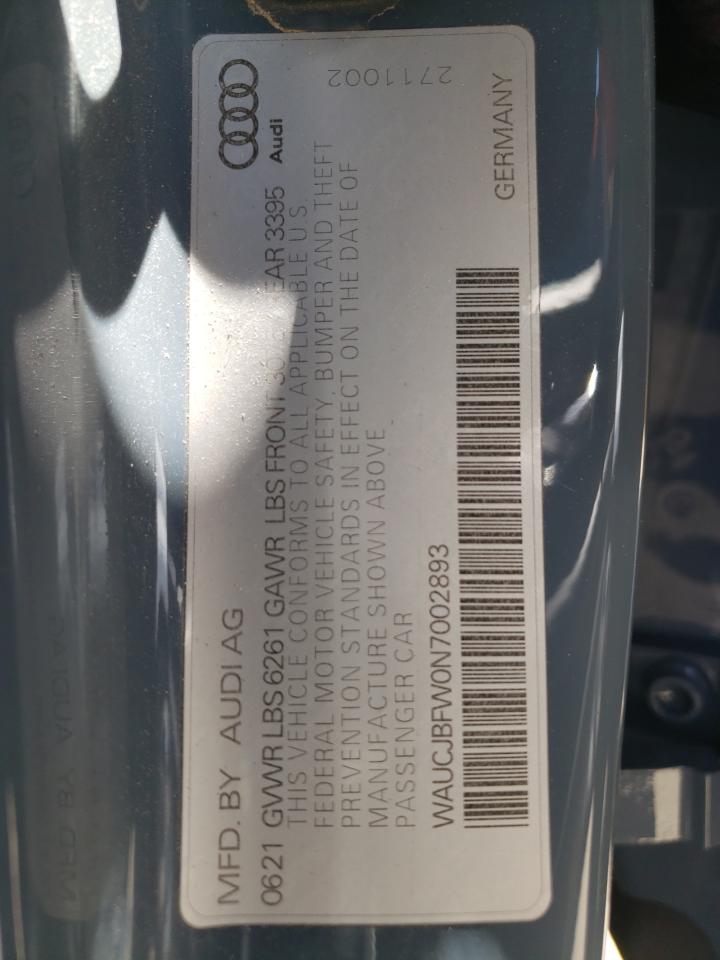 MFD. BY AUDI AG
0621 GVWR LBS 6261 GAWR LBS FRONT 3395
THIS VEHICLE CONFORMS TO ALL APPLICABLE U.S.
FEDERAL MOTOR VEHICLE SAFETY, BUMPER AND THEFT
PREVENTION STANDARDS IN EFFECT ON THE DATE OF
MANUFACTURE SHOWN ABOVE
PASSENGER CAR
WAUCJBFW0N7002893
Audi
2711002
GERMANY